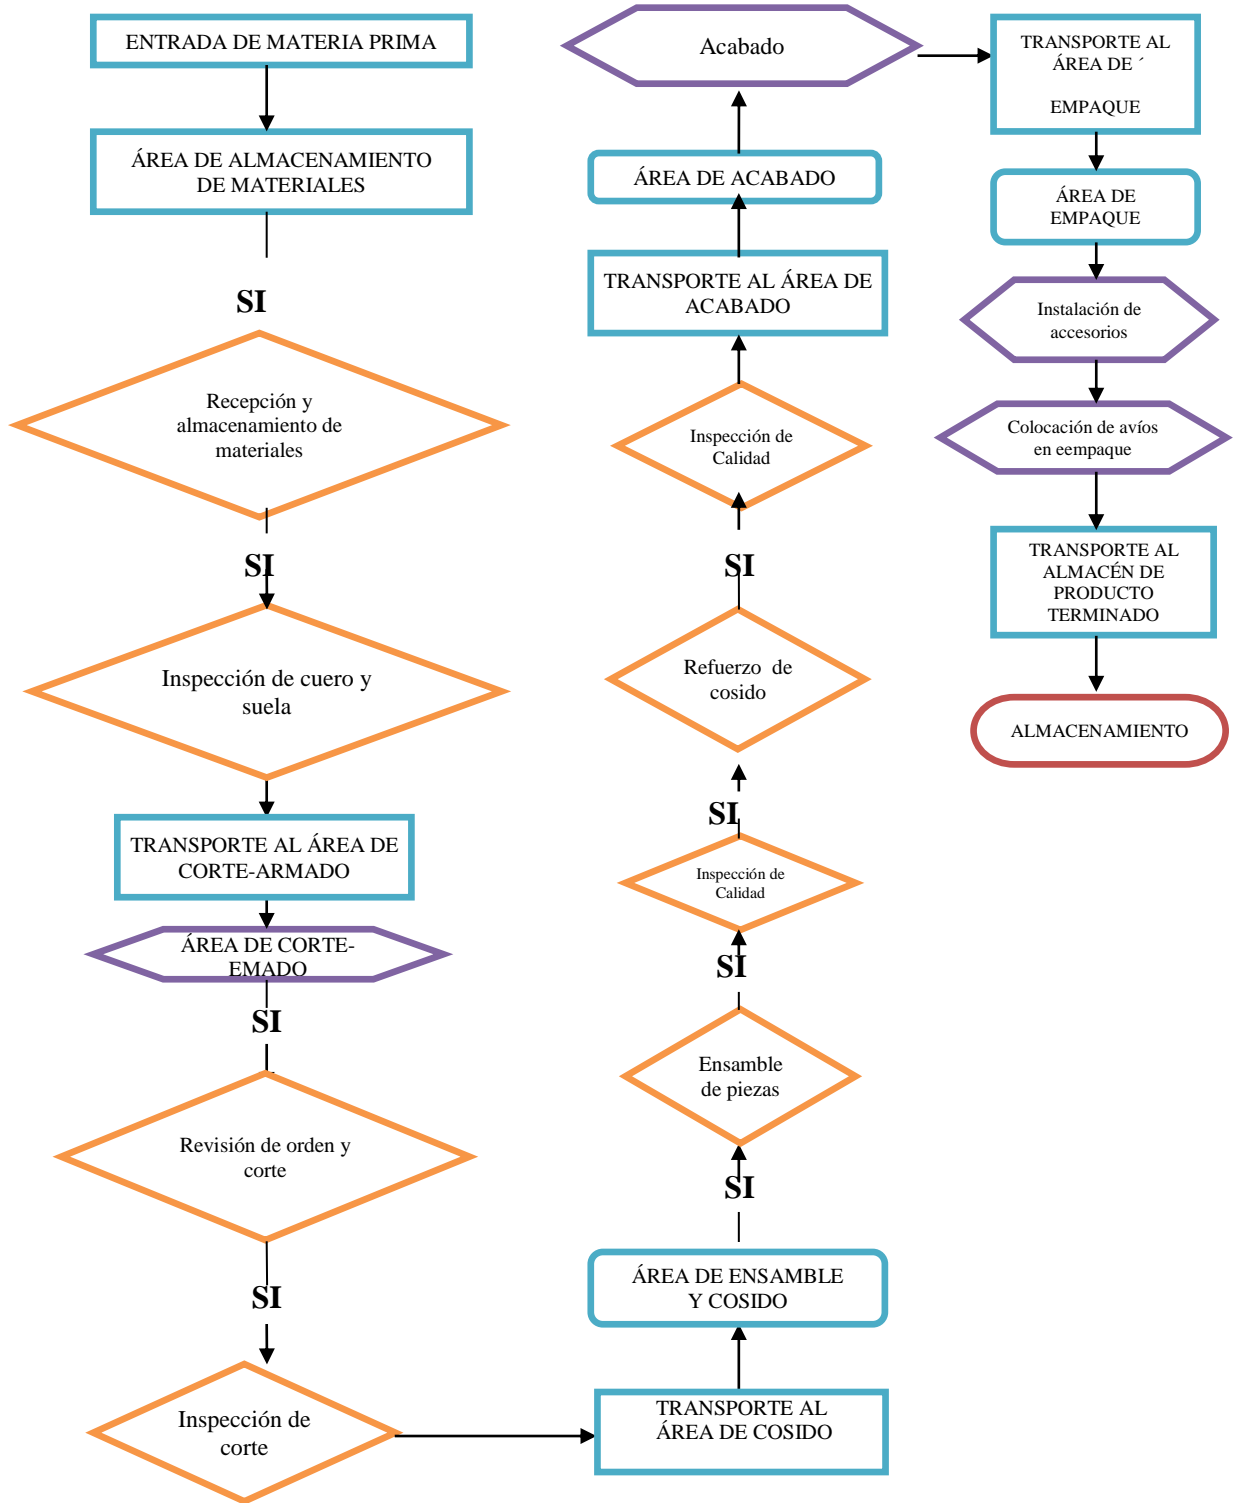 ENTRADA DE MATERIA PRIMA
ÁREA DE ALMACENAMIENTO
DE MATERIALES
SI
Recepción y
almacenamiento de
materiales
SI
Inspección de cuero y
suela
TRANSPORTE AL ÁREA DE
CORTE-ARMADO
ÁREA DE CORTE-
EMADO
SI
Revisión de orden y
corte
SI
Inspección de
corte
TRANSPORTE AL
ÁREA DE COSIDO
ÁREA DE ENSAMBLE
Y COSIDO
SI
Ensamble
de piezas
SI
Inspección de
Calidad
SI
Refuerzo de
cosido
SI
Inspección de
Calidad
TRANSPORTE AL ÁREA DE
ACABADO
ÁREA DE ACABADO
Acabado
TRANSPORTE AL
ÁREA DE ´
EMPAQUE
ÁREA DE
EMPAQUE
Instalación de
accesorios
Colocación de avíos
en eempaque
TRANSPORTE AL
ALMACÉN DE
PRODUCTO
TERMINADO
ALMACENAMIENTO